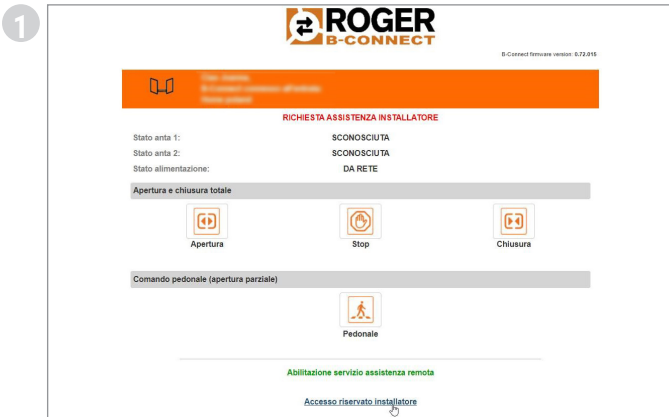 1
ROGER
B-CONNECT
B-Connect firmware version: 0.72.015
RICHIESTA ASSISTENZA INSTALLATORE
Stato anta 1: SCONOSCIUTA
Stato anta 2: SCONOSCIUTA
Stato alimentazione: DA RETE
Apertura e chiusura totale
Apertura Stop Chiusura
Comando pedonale (apertura parziale)
Pedonale
Abilitazione servizio assistenza remota
Accesso riservato installatore